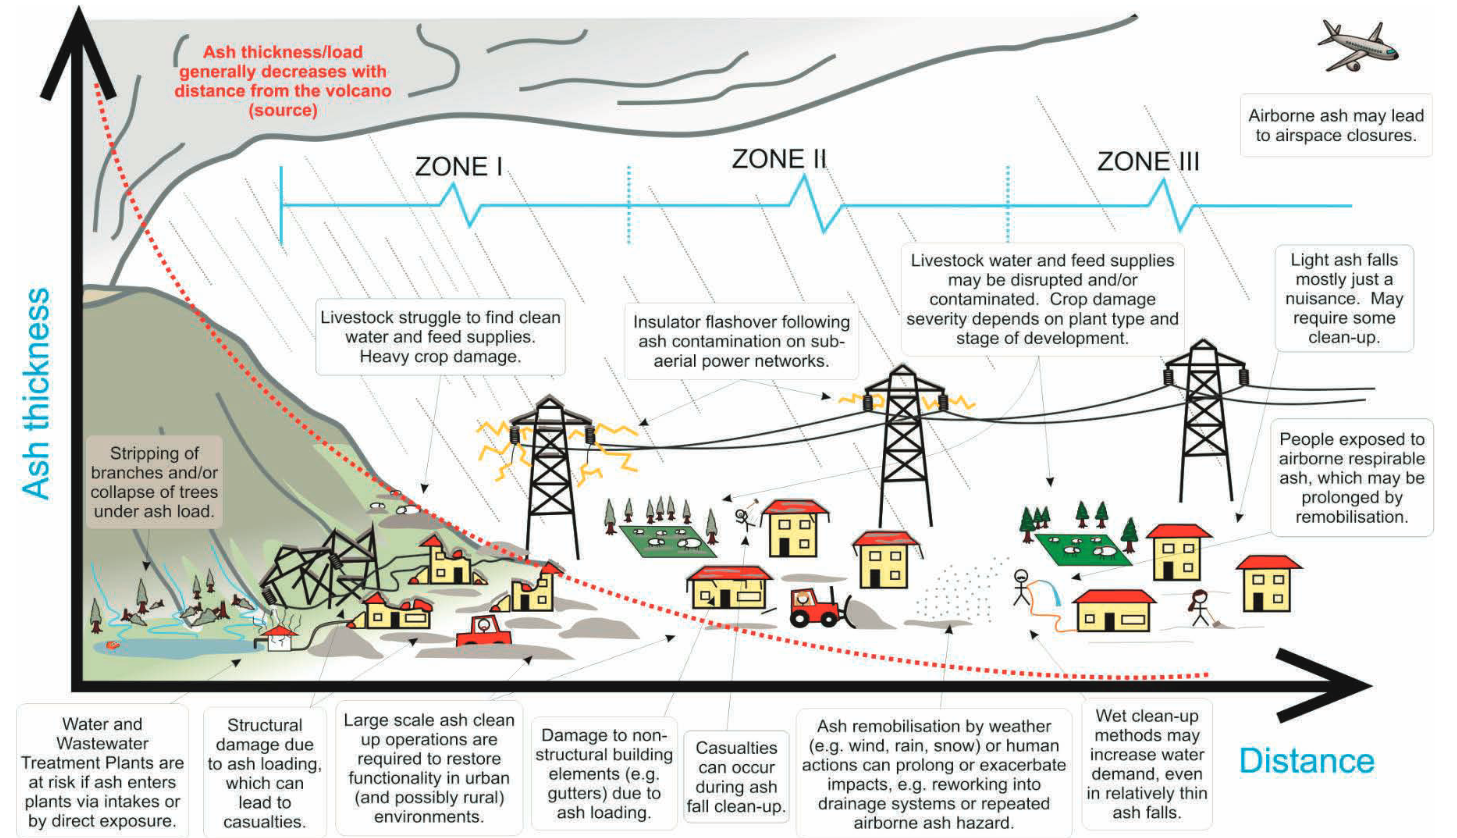 Ash thickness/load
generally decreases with
distance from the volcano
(source)
Airborne ash may lead
to airspace closures.
ZONE I
ZONE II
ZONE III
Livestock struggle to find clean
water and feed supplies.
Heavy crop damage.
Insulator flashover following
ash contamination on sub-
aerial power networks.
Livestock water and feed supplies
may be disrupted and/or
contaminated. Crop damage
severity depends on plant type and
stage of development.
Light ash falls
mostly just a
nuisance. May
require some
clean-up.
Ash thickness
Stripping of
branches and/or
collapse of trees
under ash load.
People exposed to
airborne respirable
ash, which may be
prolonged by
remobilisation.
Water and
Wastewater
Treatment Plants are
at risk if ash enters
plants via intakes or
by direct exposure.
Structural
damage due
to ash loading,
which can
lead to
casualties.
Large scale ash clean
up operations are
required to restore
functionality in urban
(and possibly rural)
environments.
Damage to non-
structural building
elements (e.g.
gutters) due to
ash loading.
Casualties
can occur
during ash
fall clean-up.
Ash remobilisation by weather
(e.g. wind, rain, snow) or human
actions can prolong or exacerbate
impacts, e.g. reworking into
drainage systems or repeated
airborne ash hazard.
Wet clean-up
methods may
increase water
demand, even
in relatively thin
ash falls.
Distance